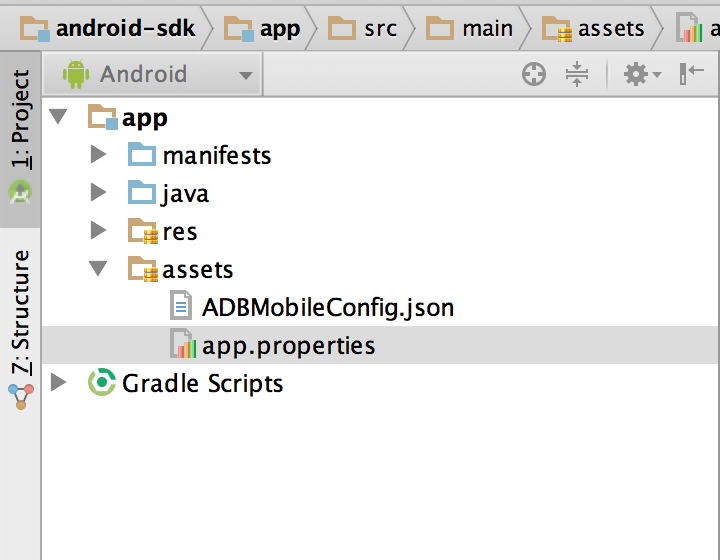 android-sdk app src main assets a
Android
1: Project
7: Structure
app
manifests
java
res
assets
ADBMobileConfig.json
app.properties
Gradle Scripts